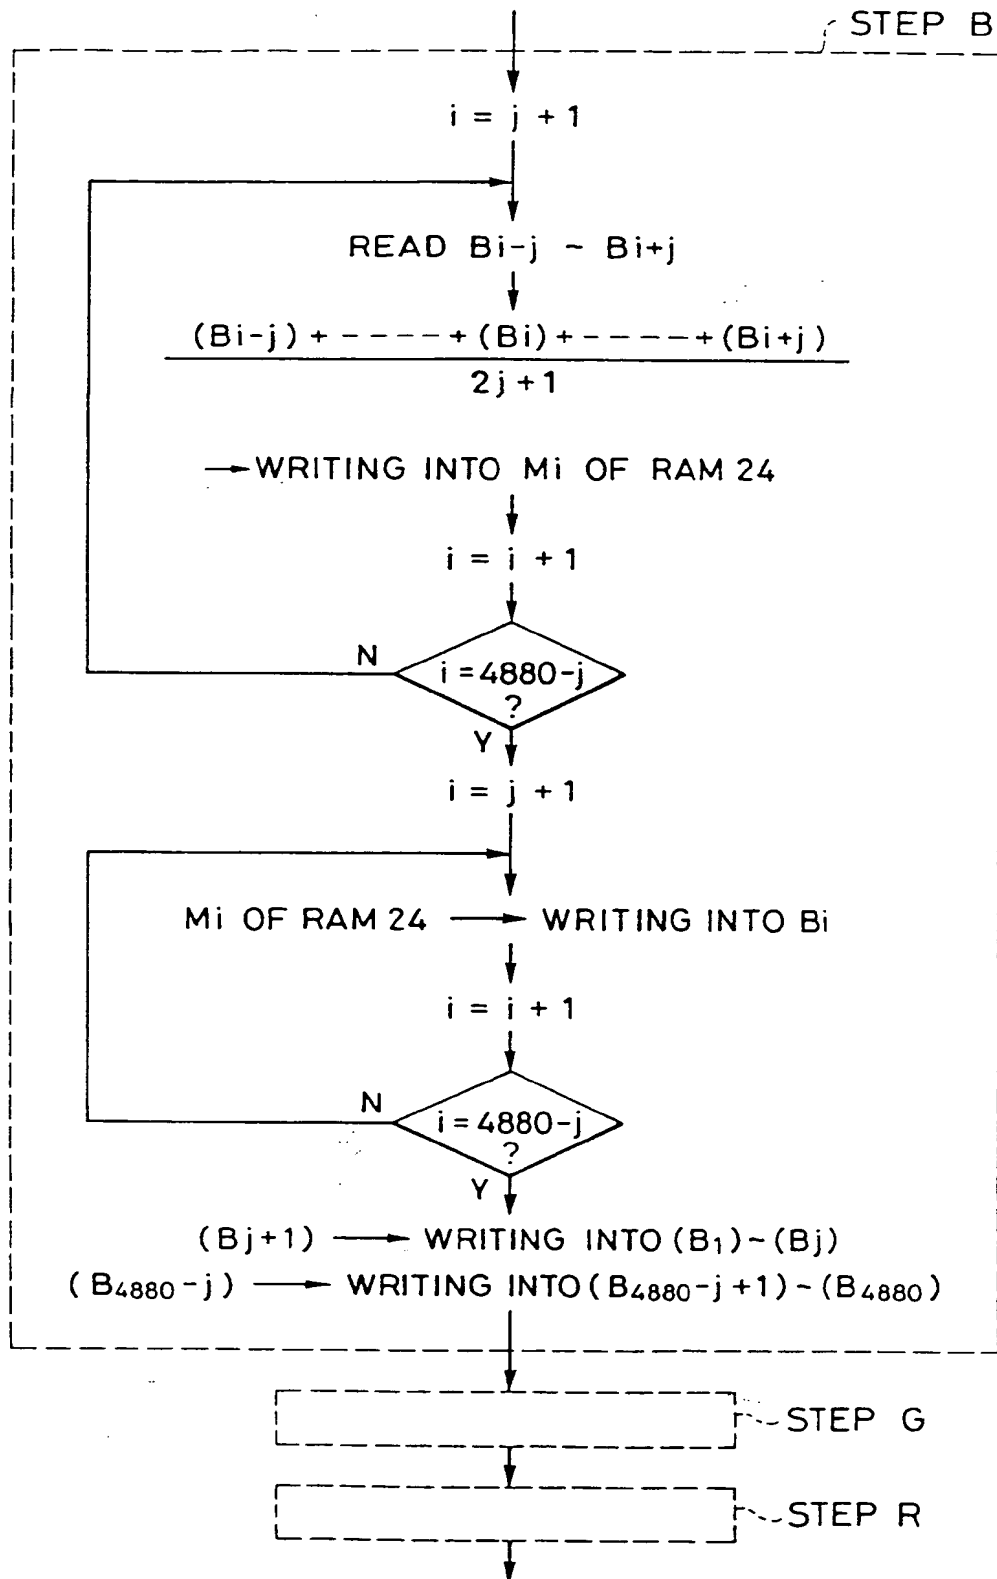 STEP B
i = j + 1
READ Bi-j ~ Bi+j
(Bi-j) + ---- + (Bi) + ----- + (Bi+j)
2j + 1
→ WRITING INTO Mi OF RAM 24
i = i + 1
N
i = 4880-j
?
Y
i = j + 1
Mi OF RAM 24 → WRITING INTO Bi
i = i + 1
N
i = 4880-j
?
Y
(Bj+1) → WRITING INTO (B1) ~ (Bj)
(B4880-j) → WRITING INTO (B4880-j+1) ~ (B4880)
STEP G
STEP R